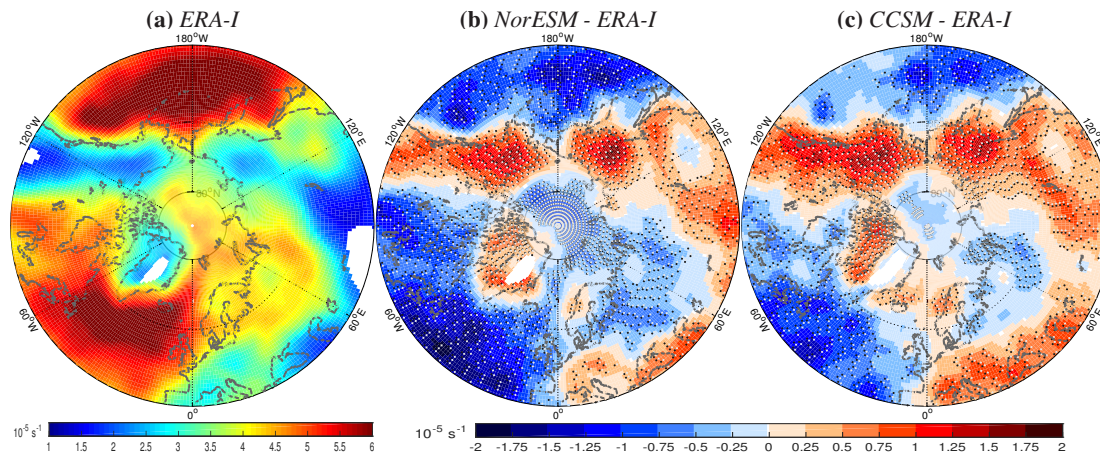 (a) ERA-I (b) NorESM - ERA-I (c) CCSM - ERA-I
180°W 180°W 180°W
120°W 120°E 120°W 120°E 120°W 120°E
80°N 80°N 80°N
60°W 60°E 60°W 60°E 60°W 60°E
0° 0° 0°
10⁻⁵ s⁻¹ 1 1.5 2 2.5 3 3.5 4 4.5 5 5.5 6
10⁻⁵ s⁻¹ -2 -1.75 -1.5 -1.25 -1 -0.75 -0.5 -0.25 0 0.25 0.5 0.75 1 1.25 1.5 1.75 2